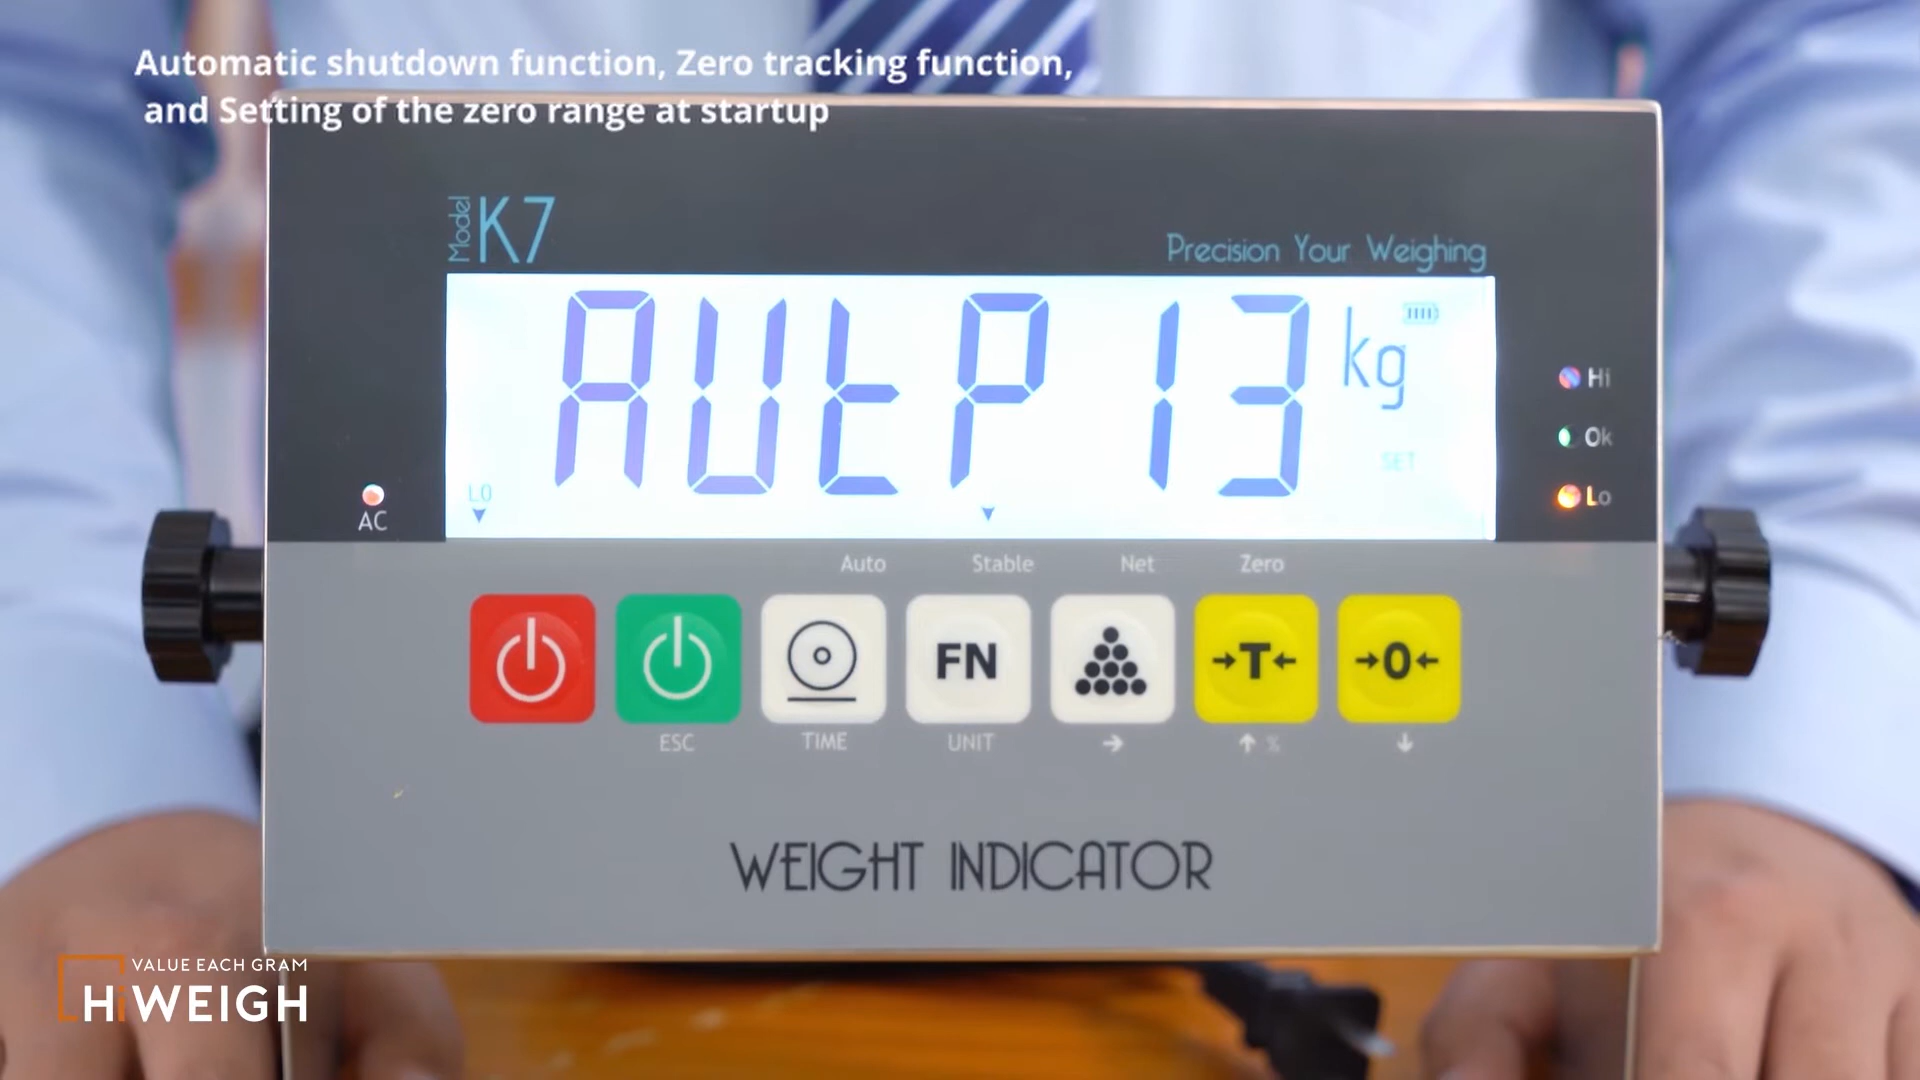 Automatic shutdown function, Zero tracking function,
and Setting of the zero range at startup
Model K7
Precision Your Weighing
AUtP 13 kg
Hi
Ok
SET
LO
Lo
AC
Auto Stable Net Zero
FN
→T←
→0←
ESC TIME UNIT → ↑ % ↓
WEIGHT INDICATOR
VALUE EACH GRAM
HiWEIGH